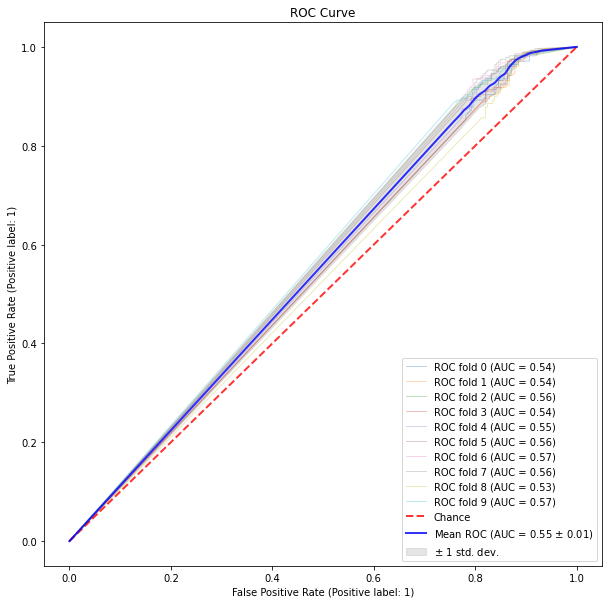 ROC Curve
1.0
0.8
0.6
0.4
0.2
0.0
True Positive Rate (Positive label: 1)
0.0 0.2 0.4 0.6 0.8 1.0
False Positive Rate (Positive label: 1)
ROC fold 0 (AUC = 0.54)
ROC fold 1 (AUC = 0.54)
ROC fold 2 (AUC = 0.56)
ROC fold 3 (AUC = 0.54)
ROC fold 4 (AUC = 0.55)
ROC fold 5 (AUC = 0.56)
ROC fold 6 (AUC = 0.57)
ROC fold 7 (AUC = 0.56)
ROC fold 8 (AUC = 0.53)
ROC fold 9 (AUC = 0.57)
Chance
Mean ROC (AUC = 0.55 ± 0.01)
± 1 std. dev.